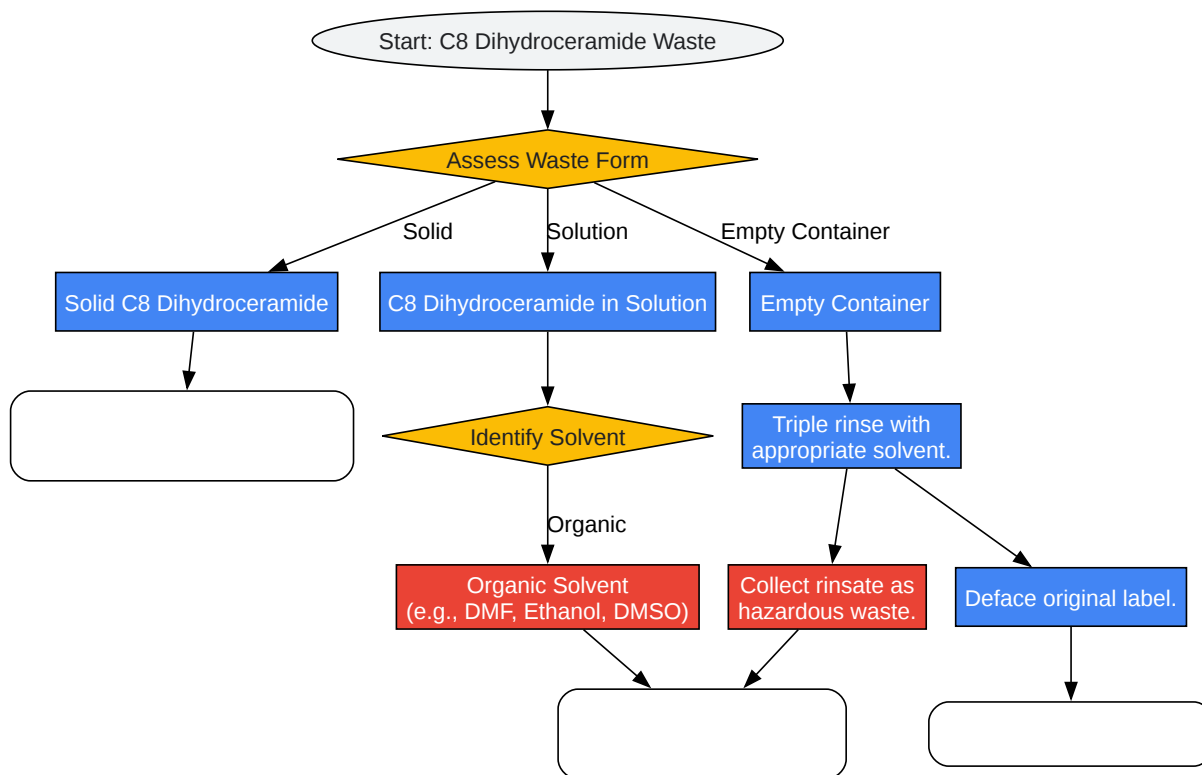 Start: C8 Dihydroceramide Waste
Assess Waste Form
Solid
Solution
Empty Container
Solid C8 Dihydroceramide
C8 Dihydroceramide in Solution
Empty Container
Identify Solvent
Triple rinse with
appropriate solvent.
Organic
Organic Solvent
(e.g., DMF, Ethanol, DMSO)
Collect rinsate as
hazardous waste.
Deface original label.